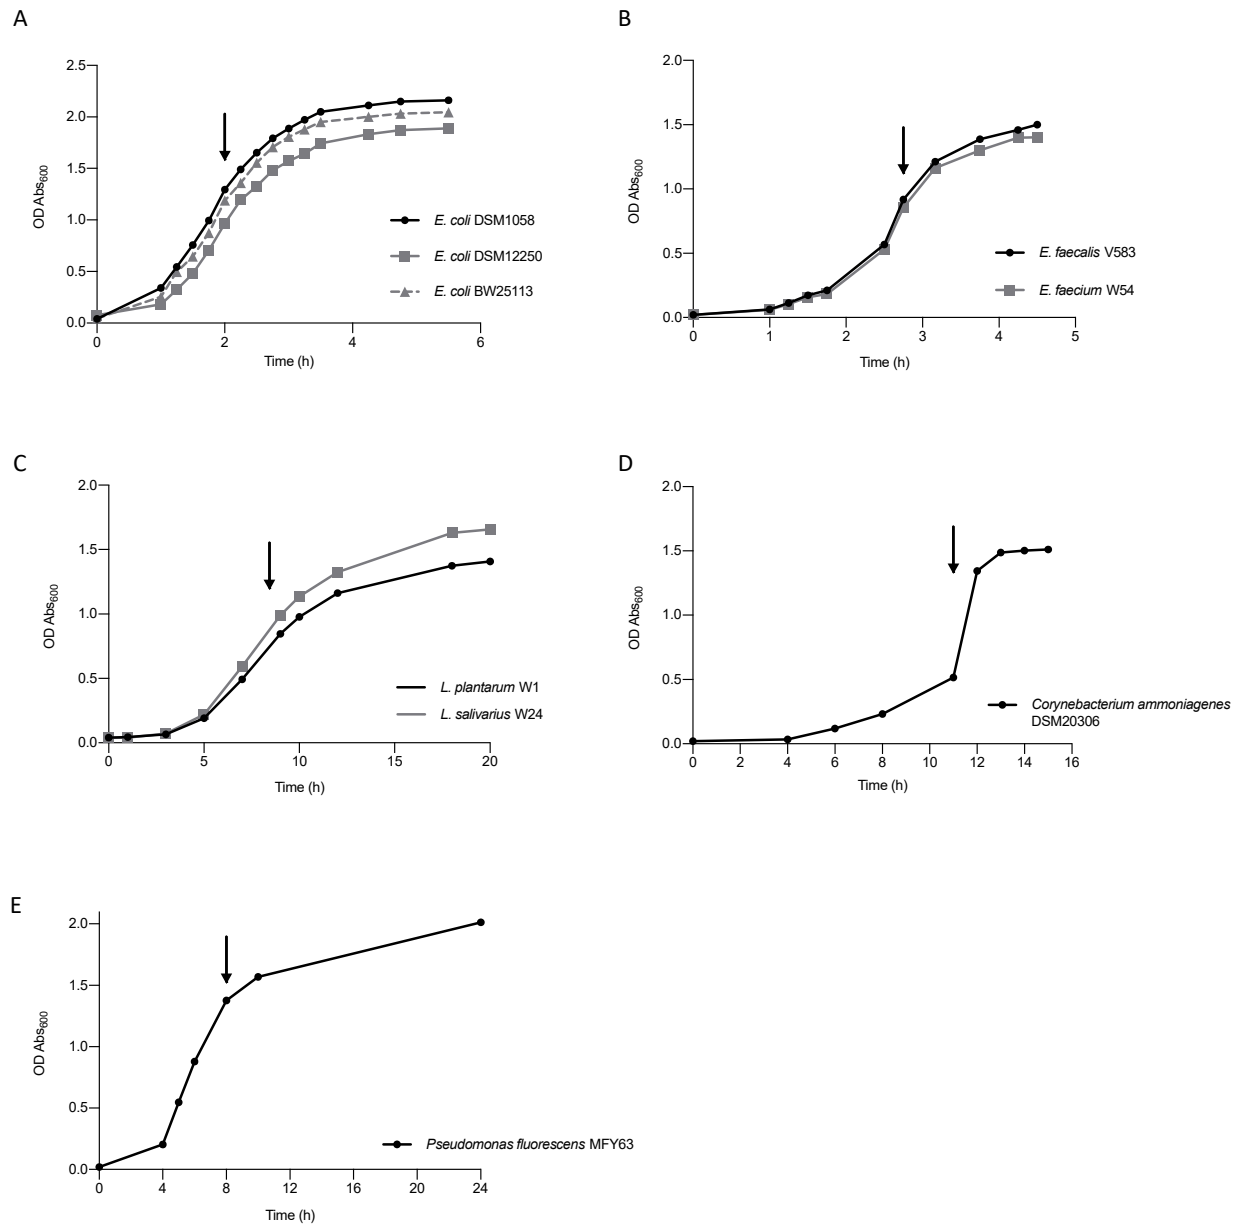 A
2.5
2.0
1.5
1.0
0.5
0.0
0 2 4 6
Time (h)
OD Abs600
E. coli DSM1058
E. coli DSM12250
E. coli BW25113
B
2.0
1.5
1.0
0.5
0.0
0 1 2 3 4 5
Time (h)
OD Abs600
E. faecalis V583
E. faecium W54
C
2.0
1.5
1.0
0.5
0.0
0 5 10 15 20
Time (h)
OD Abs600
L. plantarum W1
L. salivarius W24
D
2.0
1.5
1.0
0.5
0.0
0 2 4 6 8 10 12 14 16
Time (h)
OD Abs600
Corynebacterium ammoniagenes
DSM20306
E
2.0
1.5
1.0
0.5
0.0
0 4 8 12 16 20 24
Time (h)
OD Abs600
Pseudomonas fluorescens MFY63